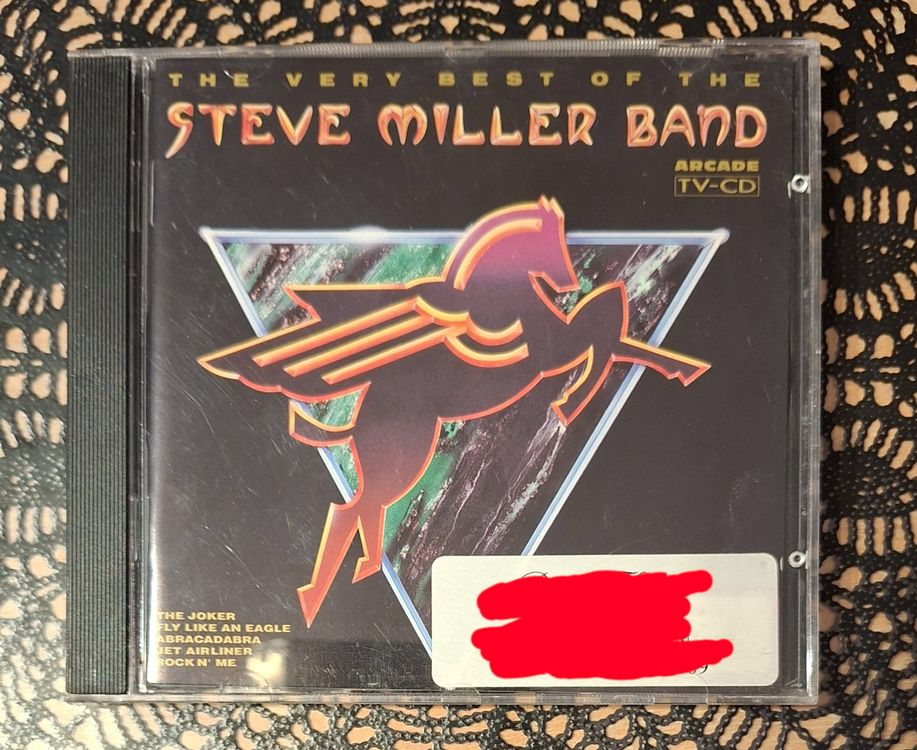 THE VERY BEST OF THE
STEVE MILLER BAND
ARCADE
TV-CD
THE JOKER
FLY LIKE AN EAGLE
ABRACADABRA
JET AIRLINER
ROCK N' ME